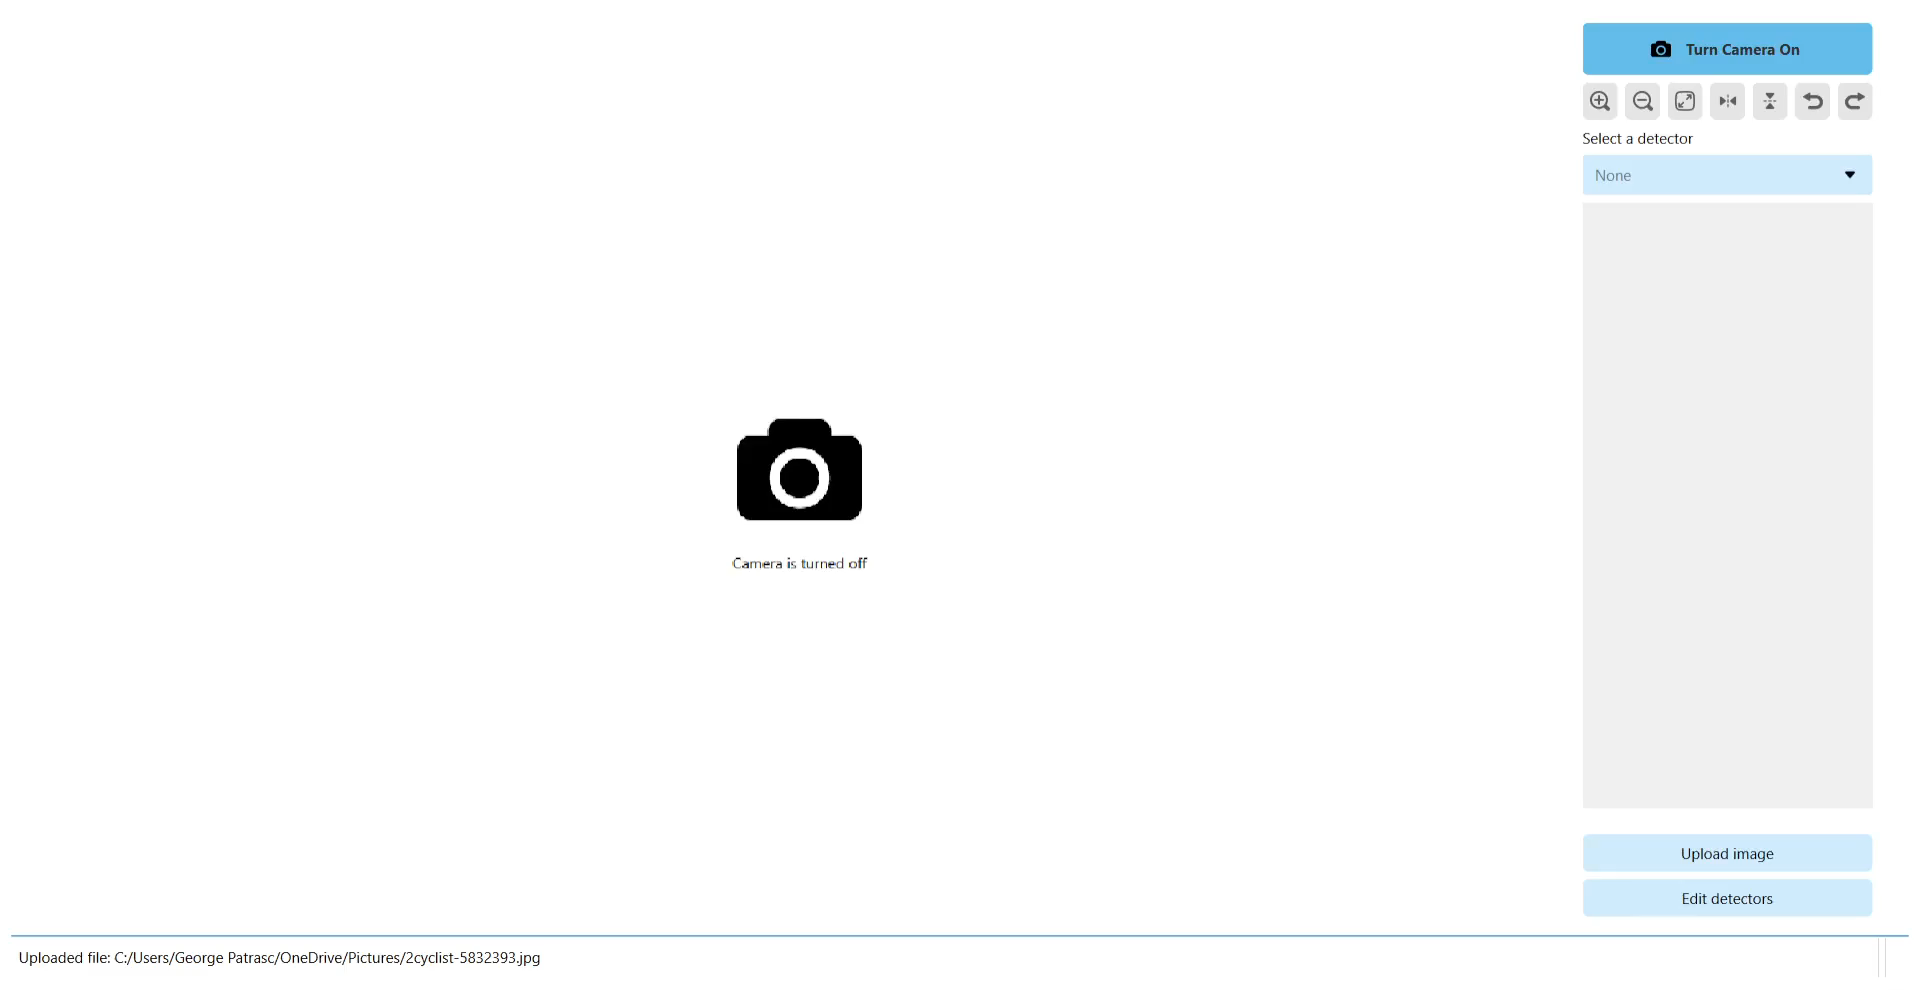 Turn Camera On
Select a detector
None
Camera is turned off
Upload image
Edit detectors
Uploaded file: C:/Users/George Patrasc/OneDrive/Pictures/2cyclist-5832393.jpg